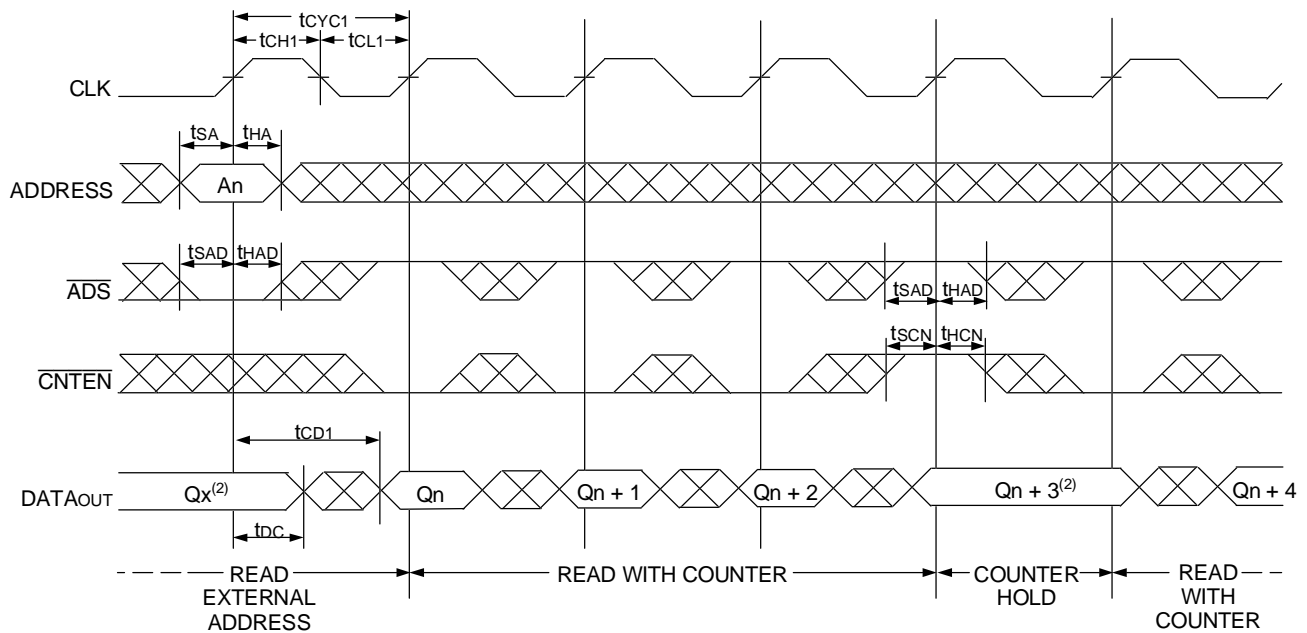 tCYC1
tCH1 tCL1
CLK
tSA tHA
ADDRESS An
tSAD tHAD
ADS
tSAD tHAD
tSCN tHCN
CNTEN
tCD1
DATAOUT Qx(2) Qn Qn + 1 Qn + 2 Qn + 3(2) Qn + 4
tDC
READ EXTERNAL ADDRESS
READ WITH COUNTER
COUNTER HOLD
READ WITH COUNTER